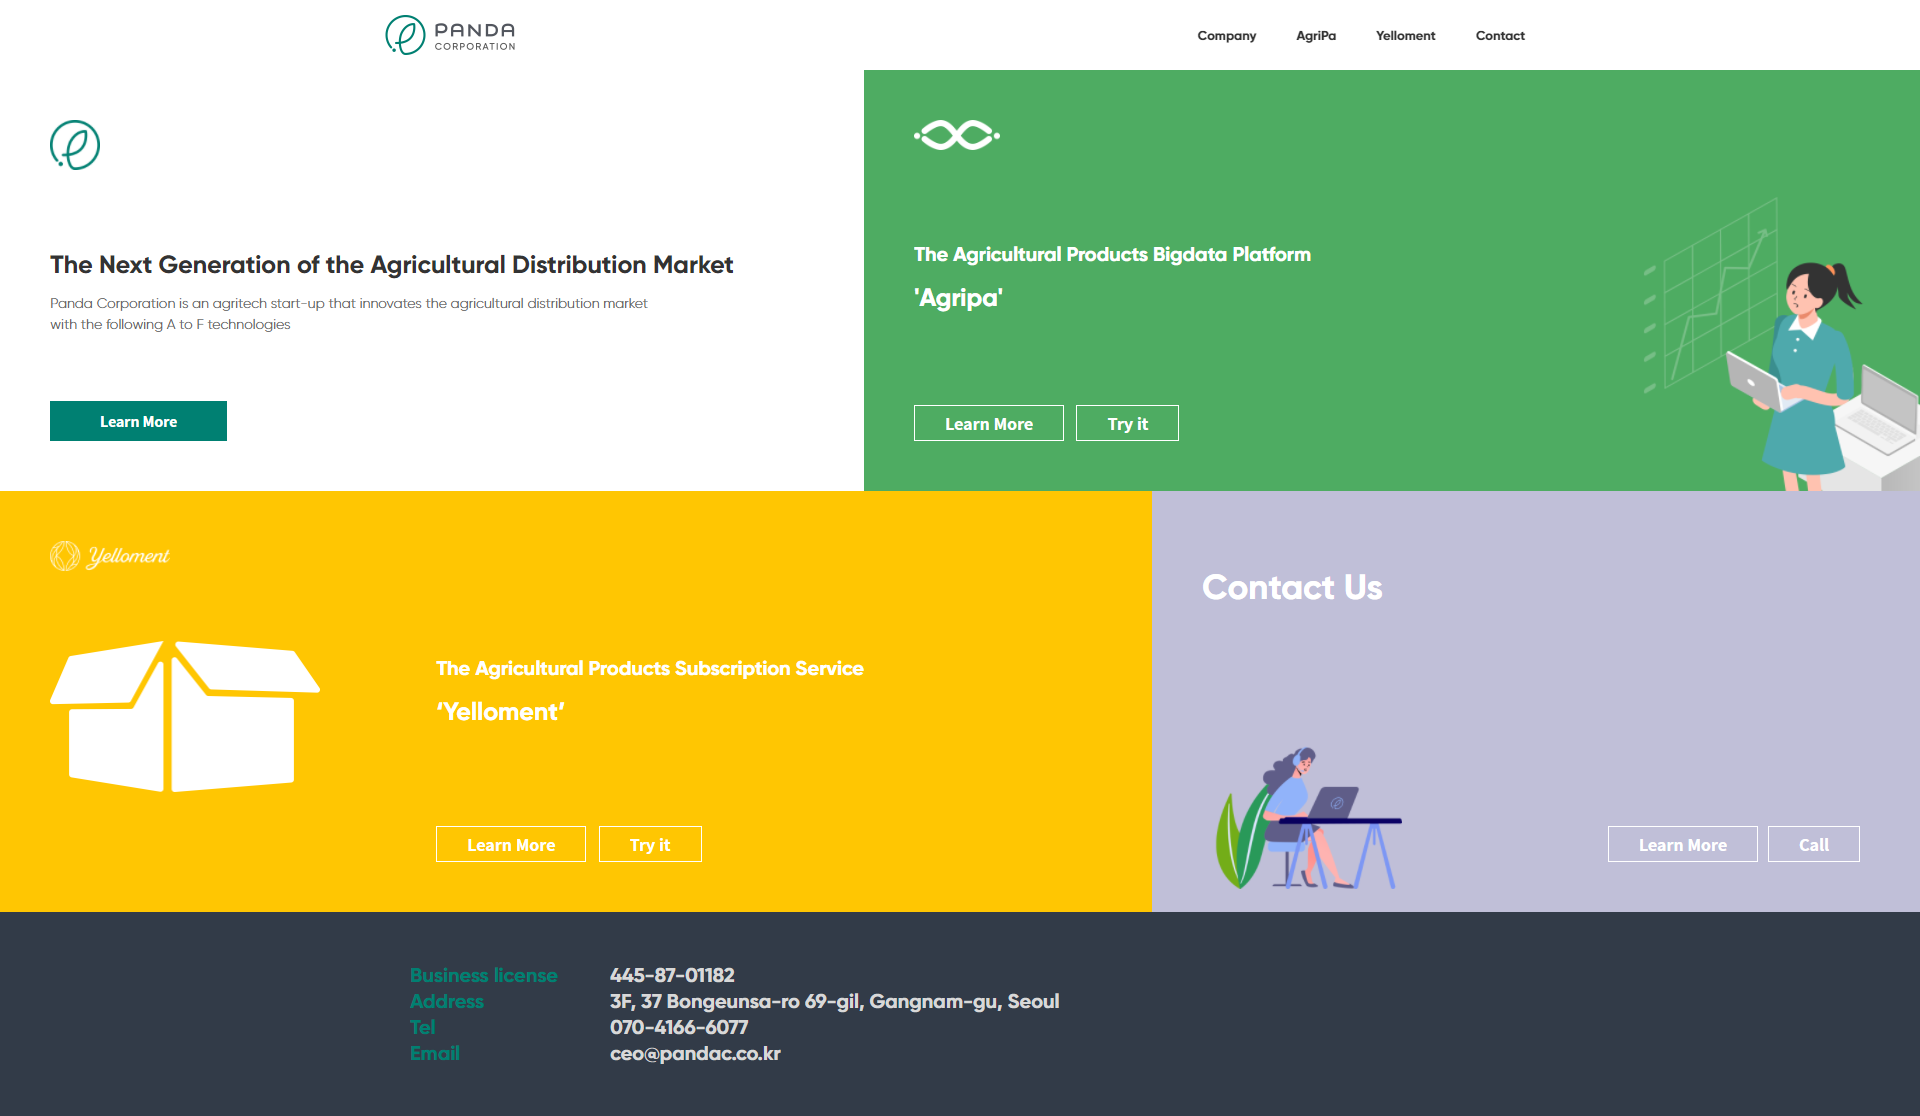 PANDA
CORPORATION
Company
AgriPa
Yelloment
Contact
The Next Generation of the Agricultural Distribution Market
Panda Corporation is an agritech start-up that innovates the agricultural distribution market
with the following A to F technologies
Learn More
The Agricultural Products Bigdata Platform
'Agripa'
Learn More
Try it
Yelloment
The Agricultural Products Subscription Service
‘Yelloment’
Learn More
Try it
Contact Us
Learn More
Call
Business license 445-87-01182
Address 3F, 37 Bongeunsa-ro 69-gil, Gangnam-gu, Seoul
Tel 070-4166-6077
Email ceo@pandac.co.kr